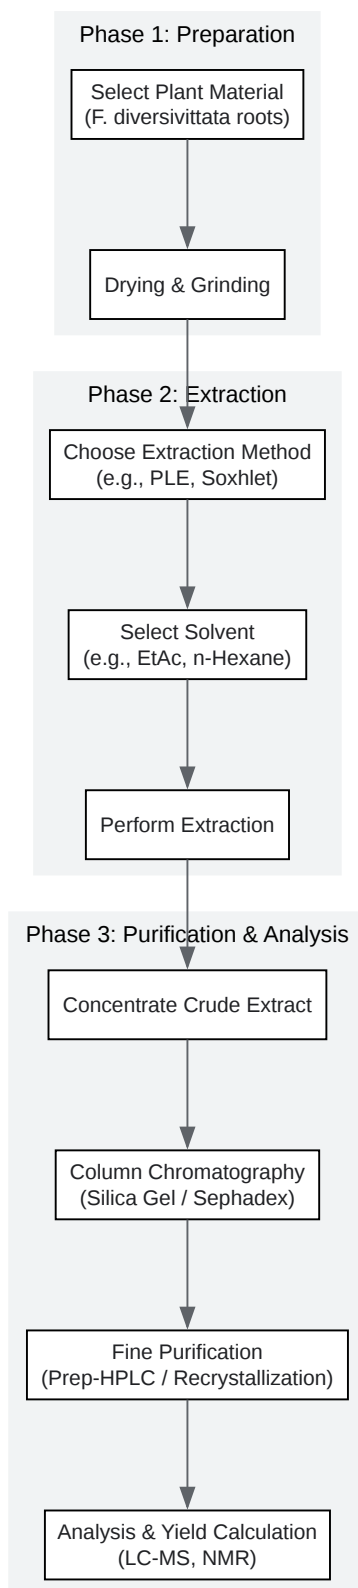 Phase 1: Preparation
Select Plant Material
(F. diversivittata roots)
Drying & Grinding
Phase 2: Extraction
Choose Extraction Method
(e.g., PLE, Soxhlet)
Select Solvent
(e.g., EtAc, n-Hexane)
Perform Extraction
Phase 3: Purification & Analysis
Concentrate Crude Extract
Column Chromatography
(Silica Gel / Sephadex)
Fine Purification
(Prep-HPLC / Recrystallization)
Analysis & Yield Calculation
(LC-MS, NMR)